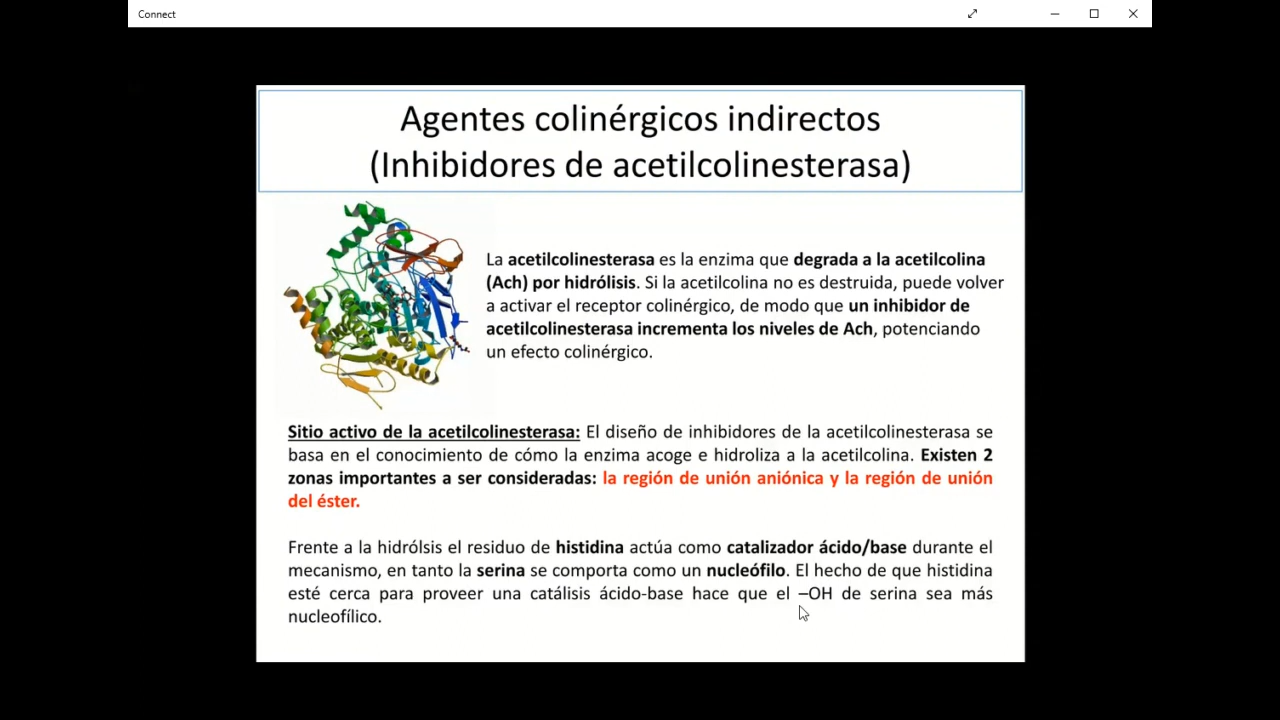 Connect
Agentes colinérgicos indirectos
(Inhibidores de acetilcolinesterasa)
La acetilcolinesterasa es la enzima que degrada a la acetilcolina
(Ach) por hidrólisis. Si la acetilcolina no es destruida, puede volver
a activar el receptor colinérgico, de modo que un inhibidor de
acetilcolinesterasa incrementa los niveles de Ach, potenciando
un efecto colinérgico.
Sitio activo de la acetilcolinesterasa: El diseño de inhibidores de la acetilcolinesterasa se
basa en el conocimiento de cómo la enzima acoge e hidroliza a la acetilcolina. Existen 2
zonas importantes a ser consideradas: la región de unión aniónica y la región de unión
del éster.
Frente a la hidrólsis el residuo de histidina actúa como catalizador ácido/base durante el
mecanismo, en tanto la serina se comporta como un nucleófilo. El hecho de que histidina
esté cerca para proveer una catálisis ácido-base hace que el –OH de serina sea más
nucleofílico.